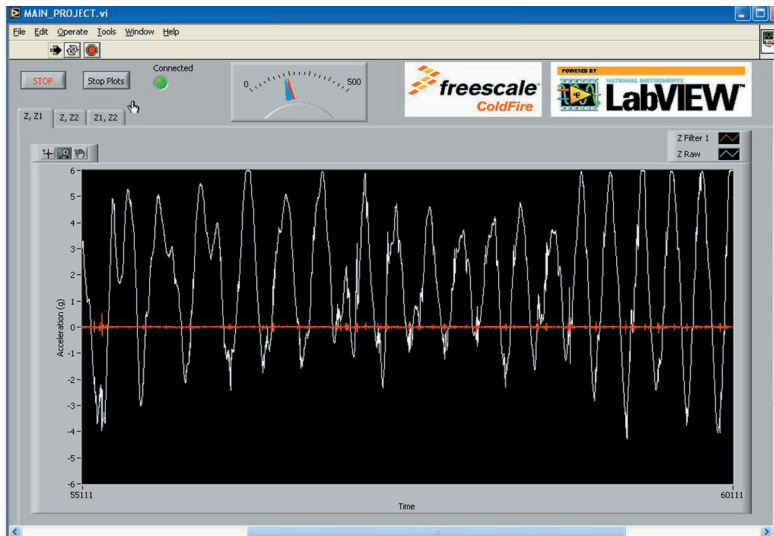 MAIN_PROJECT.vi
File Edit Operate Tools Window Help
STOP
Stop Plots
Connected
0
500
freescale
ColdFire
POWERED BY
NATIONAL INSTRUMENTS
LabVIEW
Z, Z1
Z, Z2
Z1, Z2
Z Filter 1
Z Raw
6
5
4
3
2
1
0
-1
-2
-3
-4
-5
-6
Acceleration (g)
55111
60111
Time